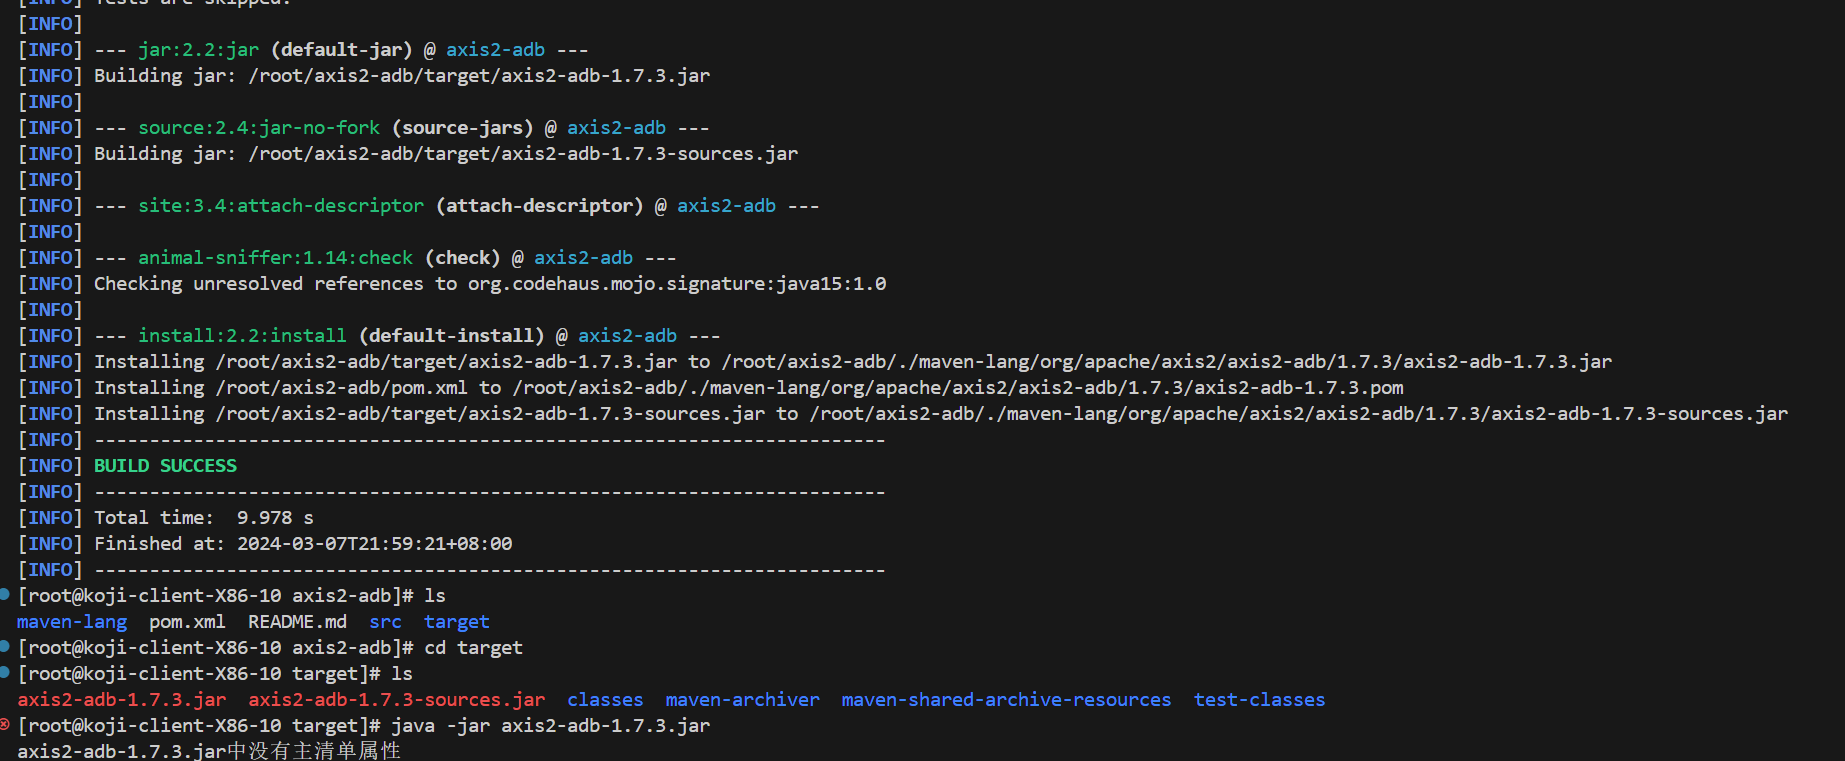 [INFO] Tests are skipped.
[INFO]
[INFO] --- jar:2.2:jar (default-jar) @ axis2-adb ---
[INFO] Building jar: /root/axis2-adb/target/axis2-adb-1.7.3.jar
[INFO]
[INFO] --- source:2.4:jar-no-fork (source-jars) @ axis2-adb ---
[INFO] Building jar: /root/axis2-adb/target/axis2-adb-1.7.3-sources.jar
[INFO]
[INFO] --- site:3.4:attach-descriptor (attach-descriptor) @ axis2-adb ---
[INFO]
[INFO] --- animal-sniffer:1.14:check (check) @ axis2-adb ---
[INFO] Checking unresolved references to org.codehaus.mojo.signature:java15:1.0
[INFO]
[INFO] --- install:2.2:install (default-install) @ axis2-adb ---
[INFO] Installing /root/axis2-adb/target/axis2-adb-1.7.3.jar to /root/axis2-adb/./maven-lang/org/apache/axis2/axis2-adb/1.7.3/axis2-adb-1.7.3.jar
[INFO] Installing /root/axis2-adb/pom.xml to /root/axis2-adb/./maven-lang/org/apache/axis2/axis2-adb/1.7.3/axis2-adb-1.7.3.pom
[INFO] Installing /root/axis2-adb/target/axis2-adb-1.7.3-sources.jar to /root/axis2-adb/./maven-lang/org/apache/axis2/axis2-adb/1.7.3/axis2-adb-1.7.3-sources.jar
[INFO] ------------------------------------------------------------------------
[INFO] BUILD SUCCESS
[INFO] ------------------------------------------------------------------------
[INFO] Total time:  9.978 s
[INFO] Finished at: 2024-03-07T21:59:21+08:00
[INFO] ------------------------------------------------------------------------
[root@koji-client-X86-10 axis2-adb]# ls
maven-lang  pom.xml  README.md  src  target
[root@koji-client-X86-10 axis2-adb]# cd target
[root@koji-client-X86-10 target]# ls
axis2-adb-1.7.3.jar  axis2-adb-1.7.3-sources.jar  classes  maven-archiver  maven-shared-archive-resources  test-classes
[root@koji-client-X86-10 target]# java -jar axis2-adb-1.7.3.jar
axis2-adb-1.7.3.jar中没有主清单属性